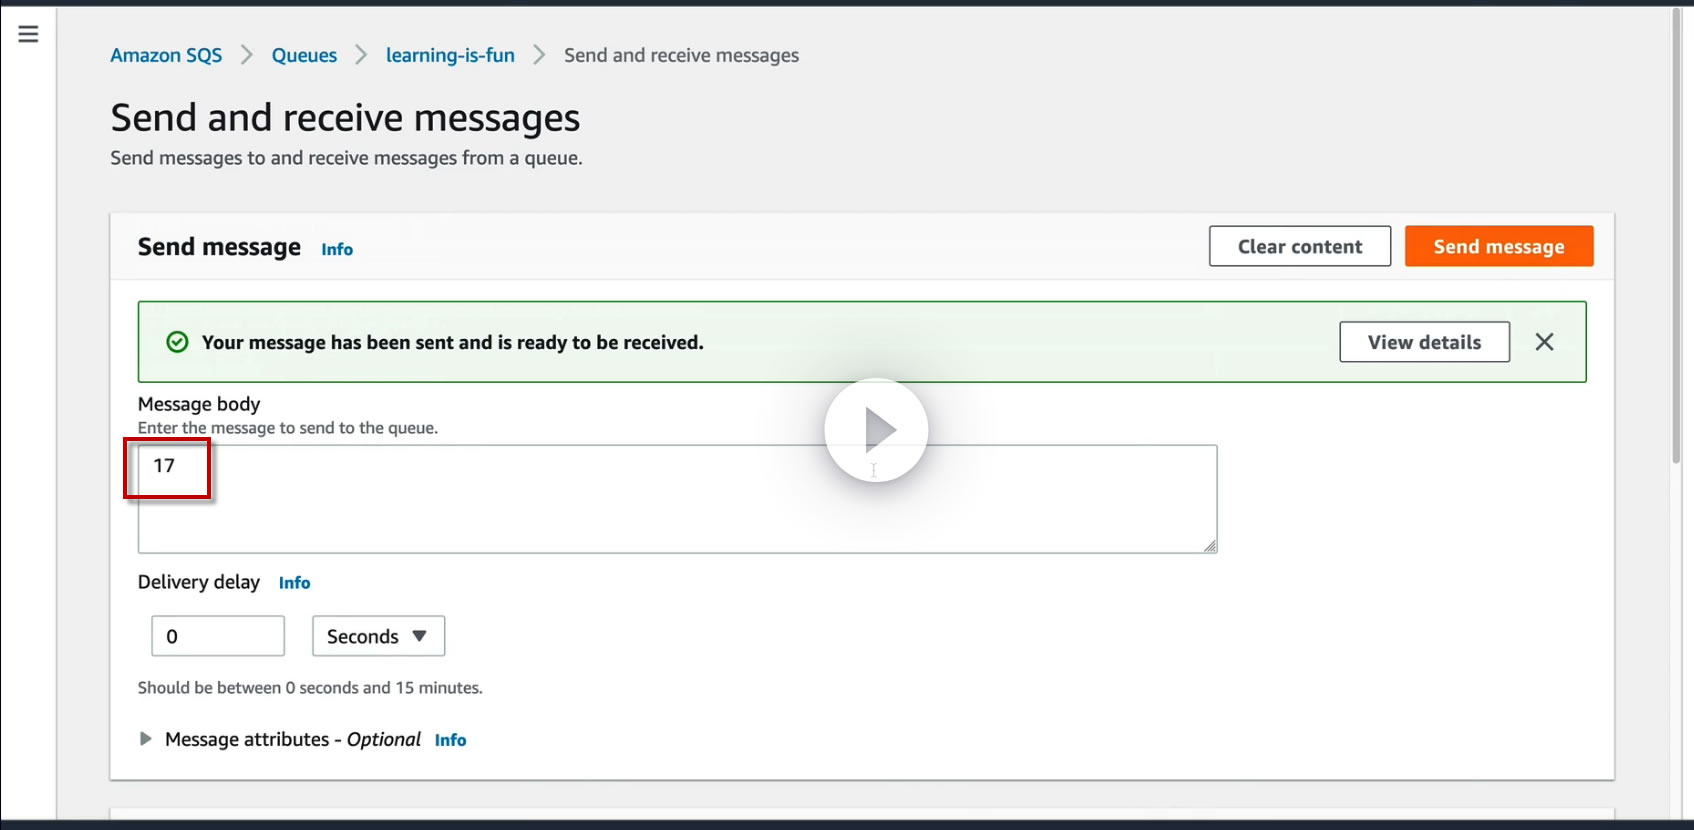 Amazon SQS > Queues > learning-is-fun > Send and receive messages
Send and receive messages
Send messages to and receive messages from a queue.
Send message Info Clear content Send message
Your message has been sent and is ready to be received. View details
Message body
Enter the message to send to the queue.
17
Delivery delay Info
0 Seconds
Should be between 0 seconds and 15 minutes.
Message attributes - Optional Info